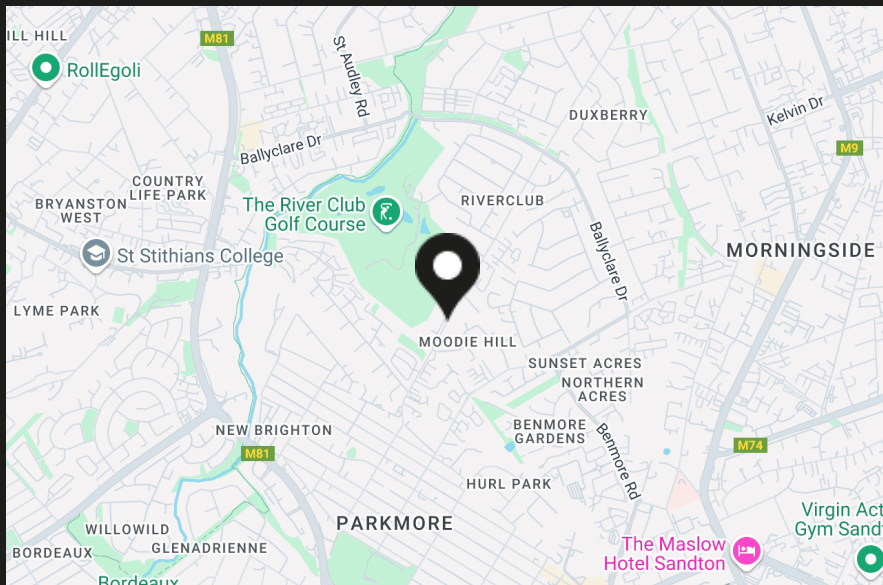 ILL HILL
M81
St Audley Rd
RollEgoli
DUXBERRY
Kelvin Dr
M9
Ballyclare Dr
COUNTRY
LIFE PARK
BRYANSTON
WEST
The River Club
Golf Course
RIVERCLUB
Ballyclare Dr
MORNINGSIDE
St Stithians College
LYME PARK
MOODIE HILL
SUNSET ACRES
NORTHERN
ACRES
NEW BRIGHTON
M81
BENMORE
GARDENS
Benmore Rd
M74
HURL PARK
PARKMORE
Virgin Act
Gym Sandt
WILLOWILD
BORDEAUX
GLENADRIENNE
The Maslow
Hotel Sandton
Bordeaux